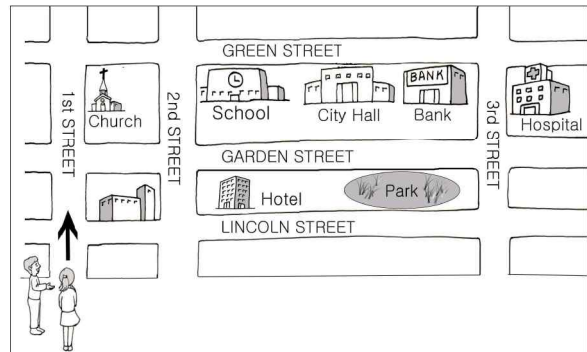 GREEN STREET
1st STREET
Church
2nd STREET
School
City Hall
BANK
Bank
3rd STREET
Hospital
GARDEN STREET
Hotel
Park
LINCOLN STREET